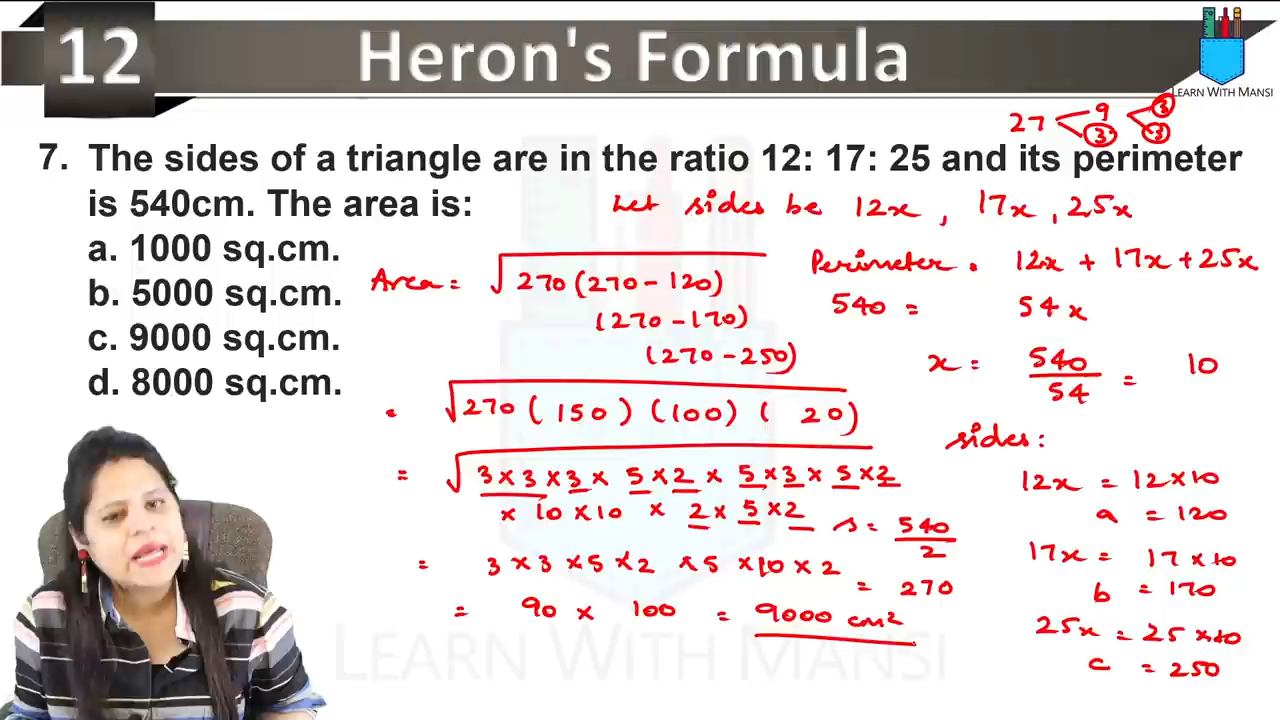 12 Heron's Formula
LEARN WITH MANSI
27 9 3
3 3
7. The sides of a triangle are in the ratio 12: 17: 25 and its perimeter
is 540cm. The area is:
Let sides be 12x, 17x, 25x
a. 1000 sq.cm.
b. 5000 sq.cm.
c. 9000 sq.cm.
d. 8000 sq.cm.
Area = √270(270-120)
(270-170)
(270-250)
= √270 (150) (100) (20)
= √3×3×3× 5×2 × 5×3×5×2
× 10×10 × 2×5×2
= 3×3×5×2 ×5×10×2
= 90 × 100 = 9000 cm²
Perimeter = 12x + 17x + 25x
540 = 54x
x = 540/54 = 10
sides:
12x = 12×10
a = 120
17x = 17×10
b = 170
25x = 25×10
c = 250
s = 540/2
= 270
LEARN WITH MANSI